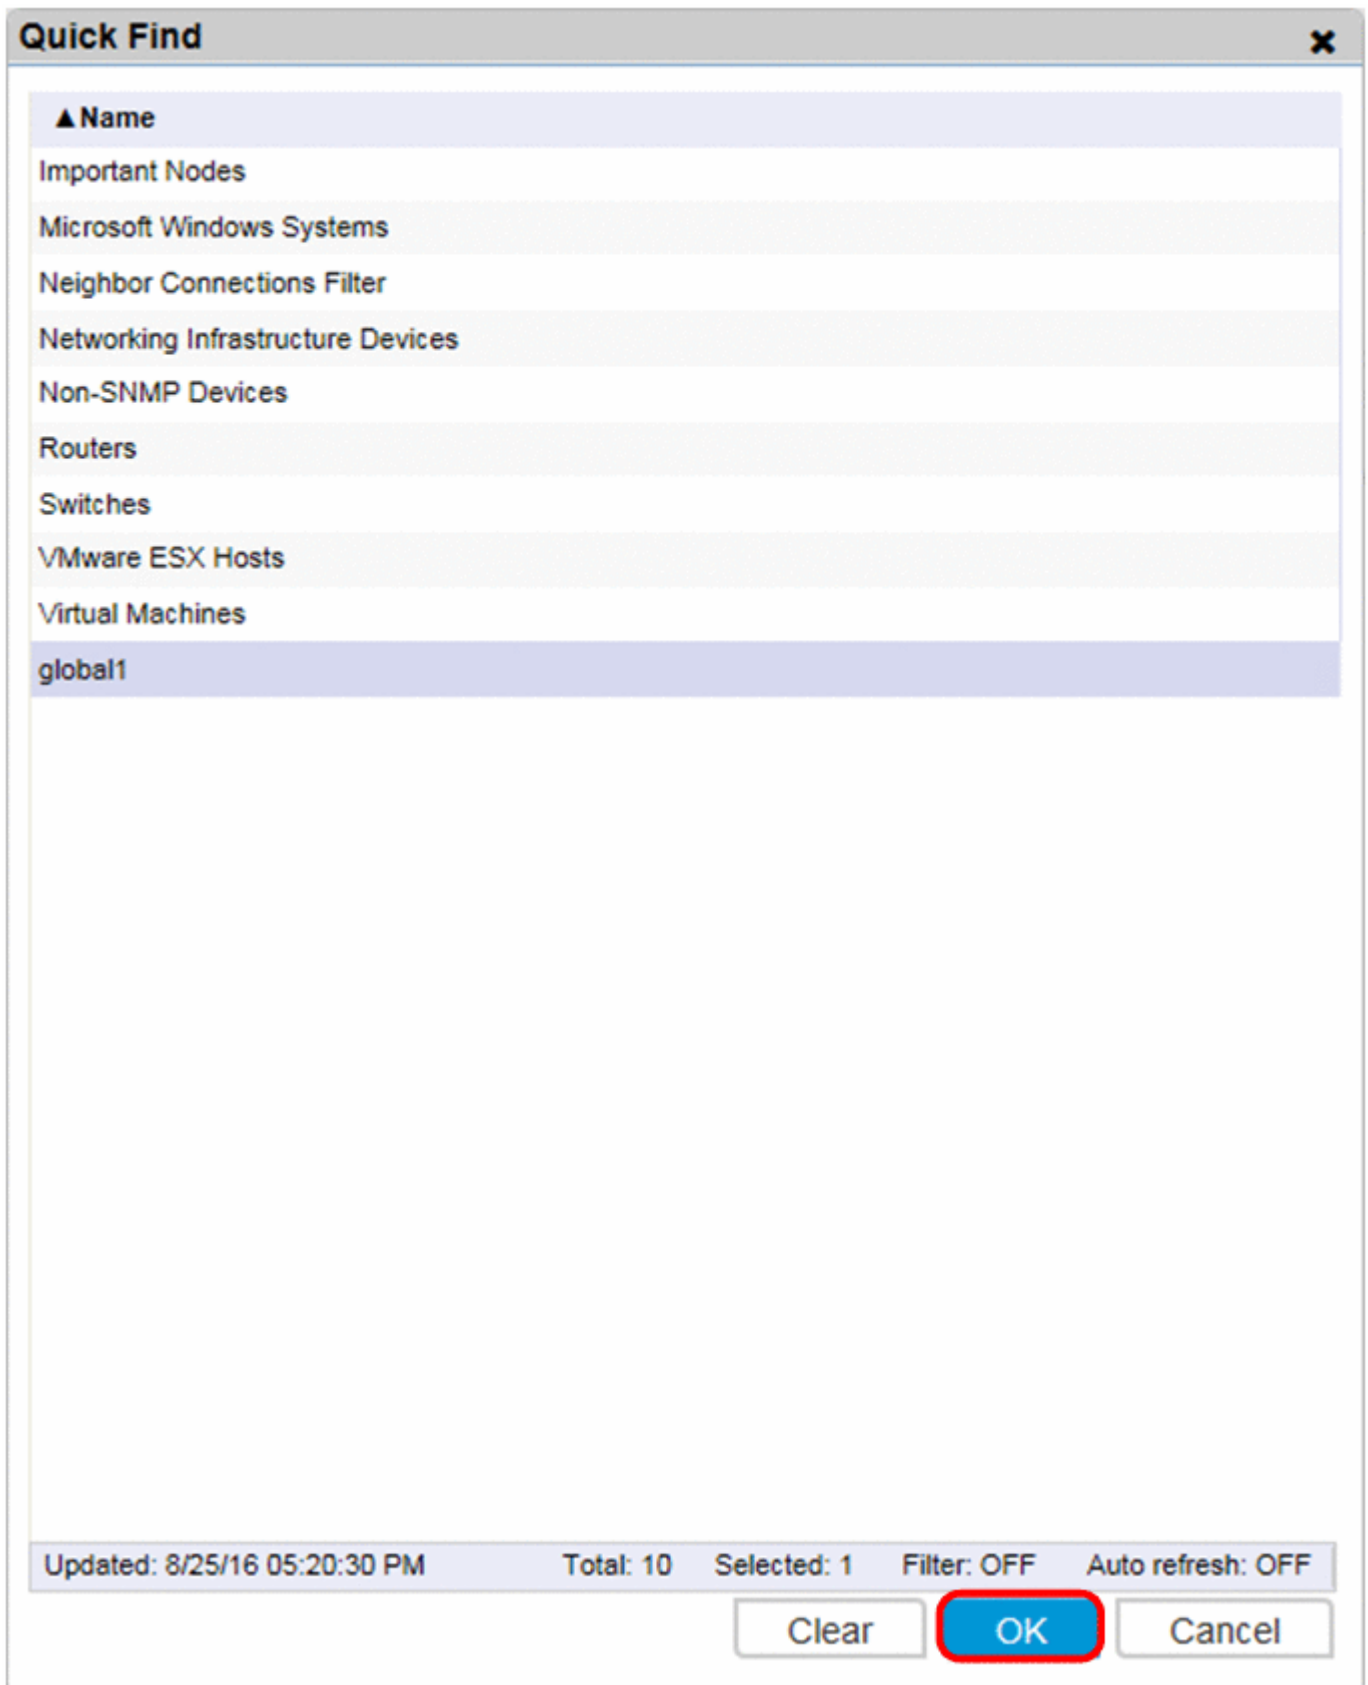 Quick Find
▲Name
Important Nodes
Microsoft Windows Systems
Neighbor Connections Filter
Networking Infrastructure Devices
Non-SNMP Devices
Routers
Switches
VMware ESX Hosts
Virtual Machines
global1
Updated: 8/25/16 05:20:30 PM Total: 10 Selected: 1 Filter: OFF Auto refresh: OFF
Clear OK Cancel